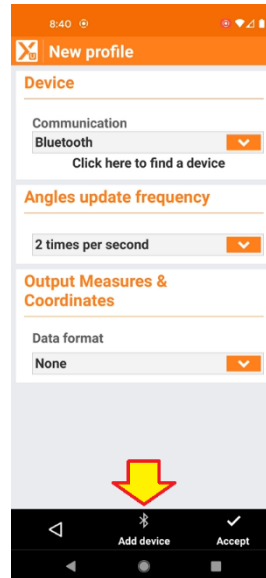 8:40
New profile
Device
Communication
Bluetooth
Click here to find a device
Angles update frequency
2 times per second
Output Measures &
Coordinates
Data format
None
Add device
Accept